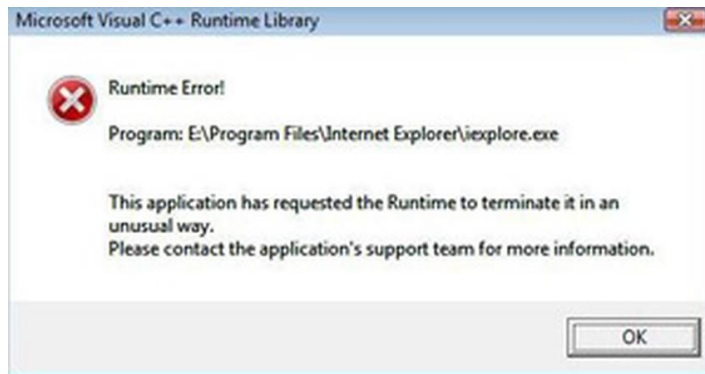 Microsoft Visual C++ Runtime Library
Runtime Error!
Program: E:\Program Files\Internet Explorer\iexplore.exe
This application has requested the Runtime to terminate it in an
unusual way.
Please contact the application's support team for more information.
OK